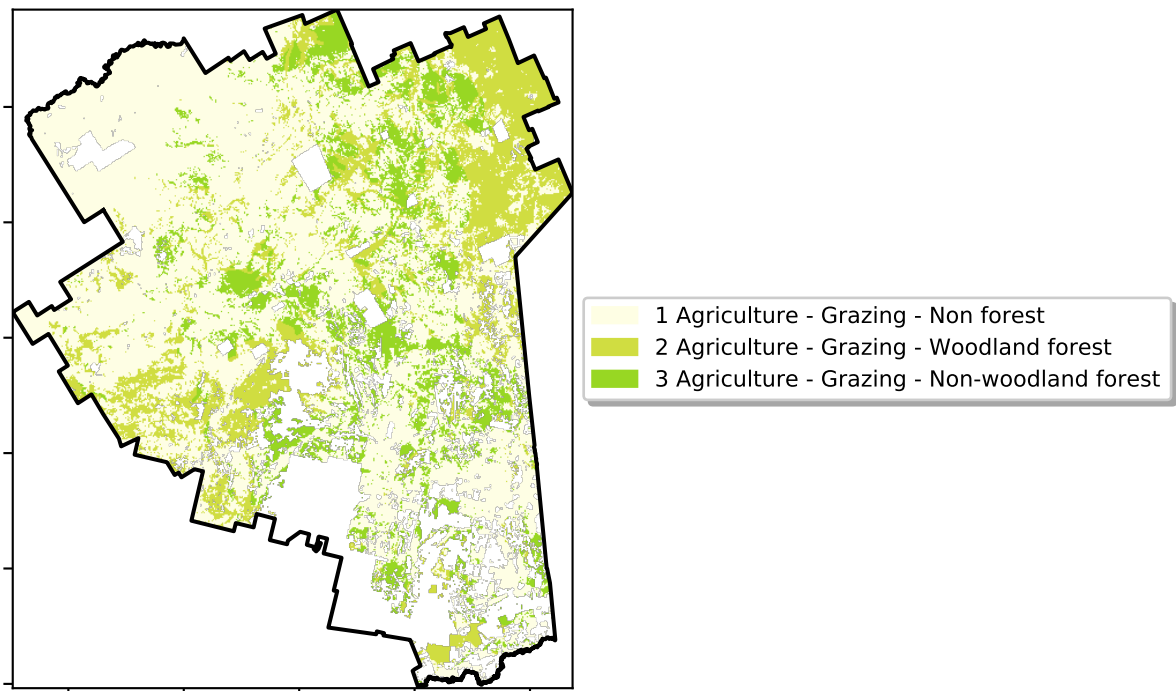 1 Agriculture - Grazing - Non forest
2 Agriculture - Grazing - Woodland forest
3 Agriculture - Grazing - Non-woodland forest